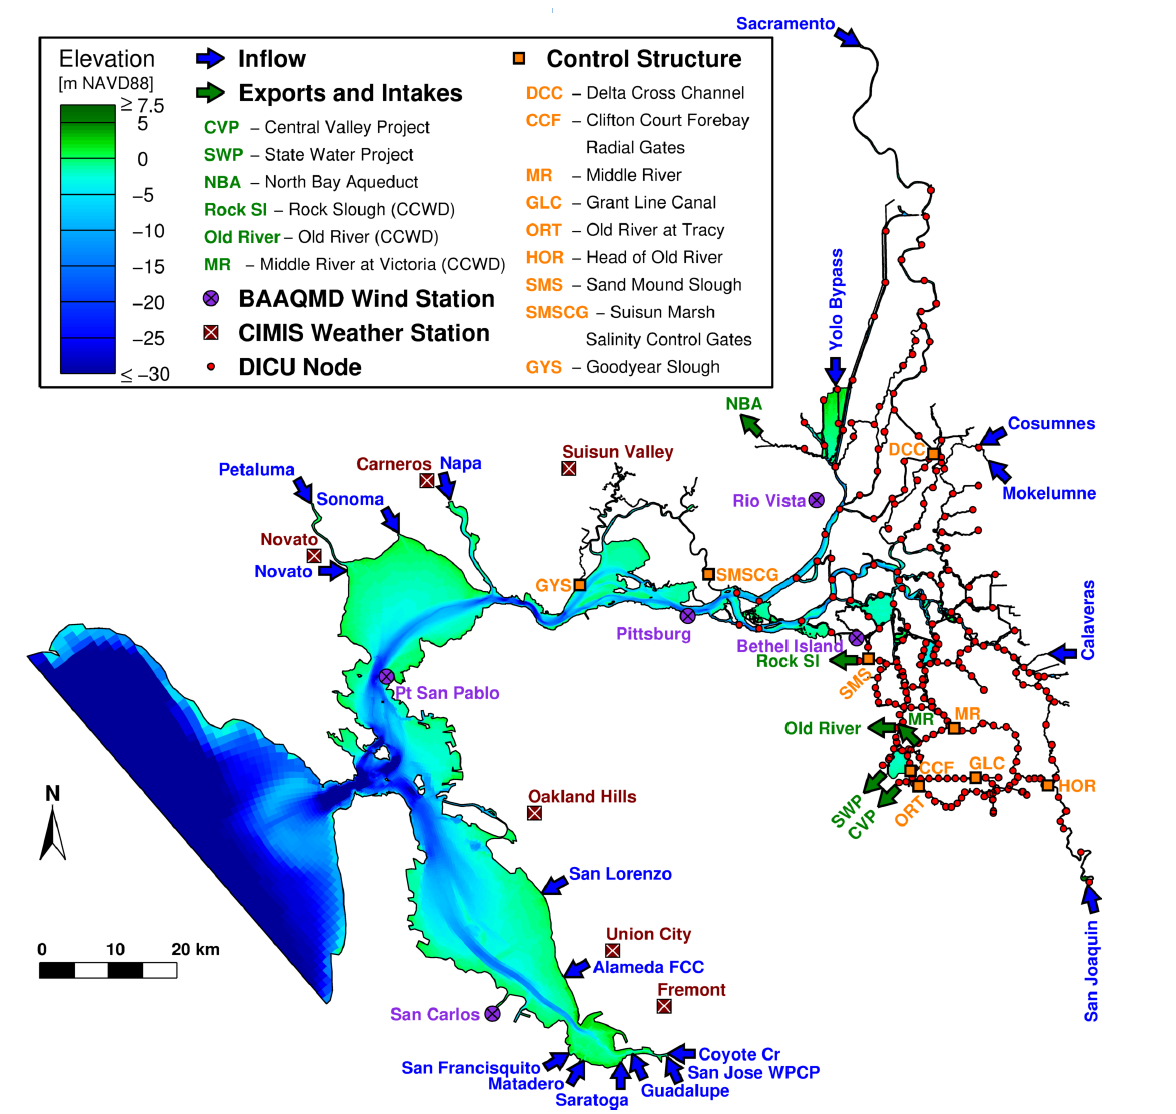 Sacramento
Elevation
[m NAVD88]
≥ 7.5
5
0
−5
−10
−15
−20
−25
≤ −30
Inflow
Exports and Intakes
CVP – Central Valley Project
SWP – State Water Project
NBA – North Bay Aqueduct
Rock Sl – Rock Slough (CCWD)
Old River – Old River (CCWD)
MR – Middle River at Victoria (CCWD)
BAAQMD Wind Station
CIMIS Weather Station
DICU Node
Control Structure
DCC – Delta Cross Channel
CCF – Clifton Court Forebay
Radial Gates
MR – Middle River
GLC – Grant Line Canal
ORT – Old River at Tracy
HOR – Head of Old River
SMS – Sand Mound Slough
SMSCG – Suisun Marsh
Salinity Control Gates
GYS – Goodyear Slough
Yolo Bypass
NBA
Cosumnes
DCC
Mokelumne
Suisun Valley
Carneros
Napa
Petaluma
Sonoma
Rio Vista
Novato
Novato
GYS
SMSCG
Pittsburg
Bethel Island
Calaveras
Rock Sl
SMS
Pt San Pablo
Old River
MR
MR
CCF
GLC
HOR
SWP
CVP
ORT
Oakland Hills
N
San Lorenzo
Union City
0 10 20 km
Alameda FCC
San Joaquin
Fremont
San Carlos
Coyote Cr
San Francisquito
San Jose WPCP
Matadero
Guadalupe
Saratoga